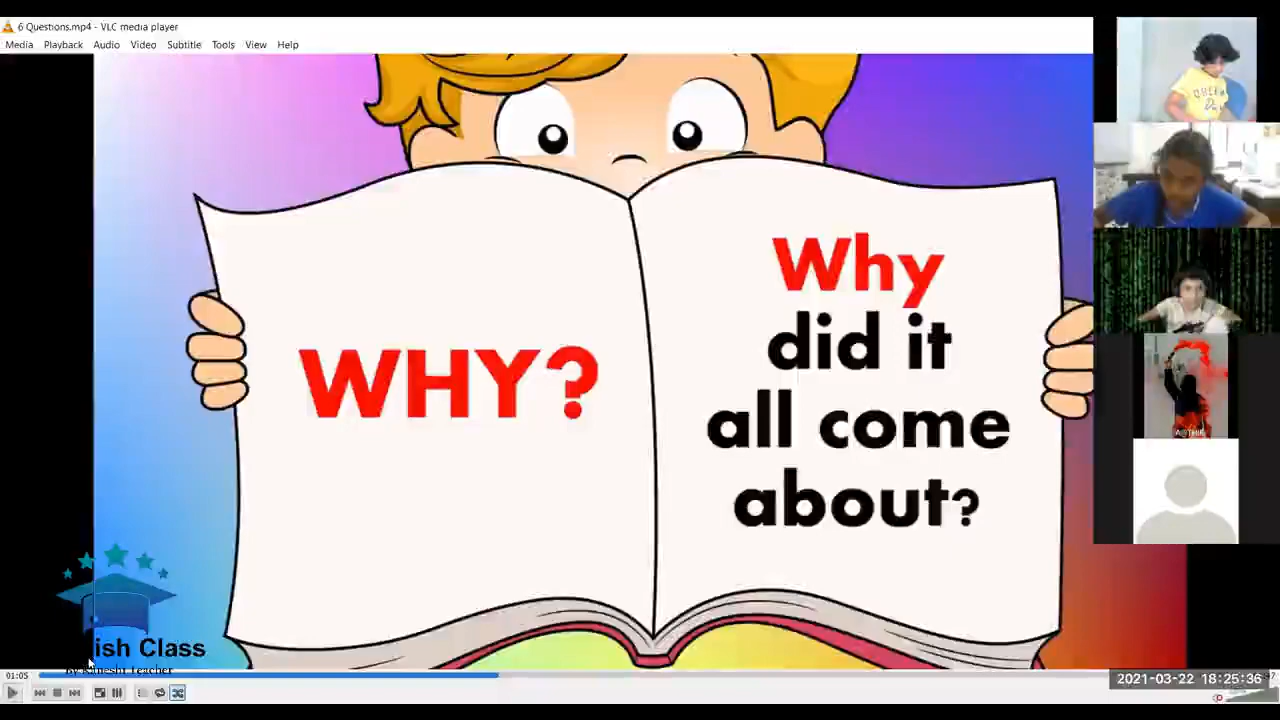 6 Questions.mp4 - VLC media player
Media Playback Audio Video Subtitle Tools View Help
WHY?
Why
did it
all come
about?
ish Class
Teacher
01:05
2021-03-22 18:25:36